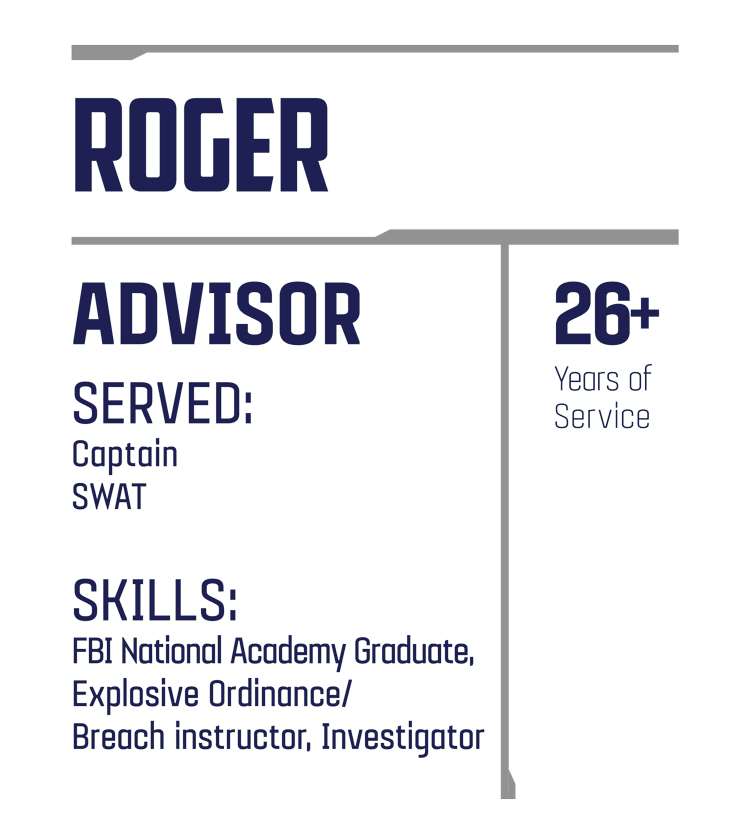 ROGER
ADVISOR
SERVED:
Captain
SWAT
SKILLS:
FBI National Academy Graduate,
Explosive Ordinance/
Breach instructor, Investigator
26+
Years of
Service